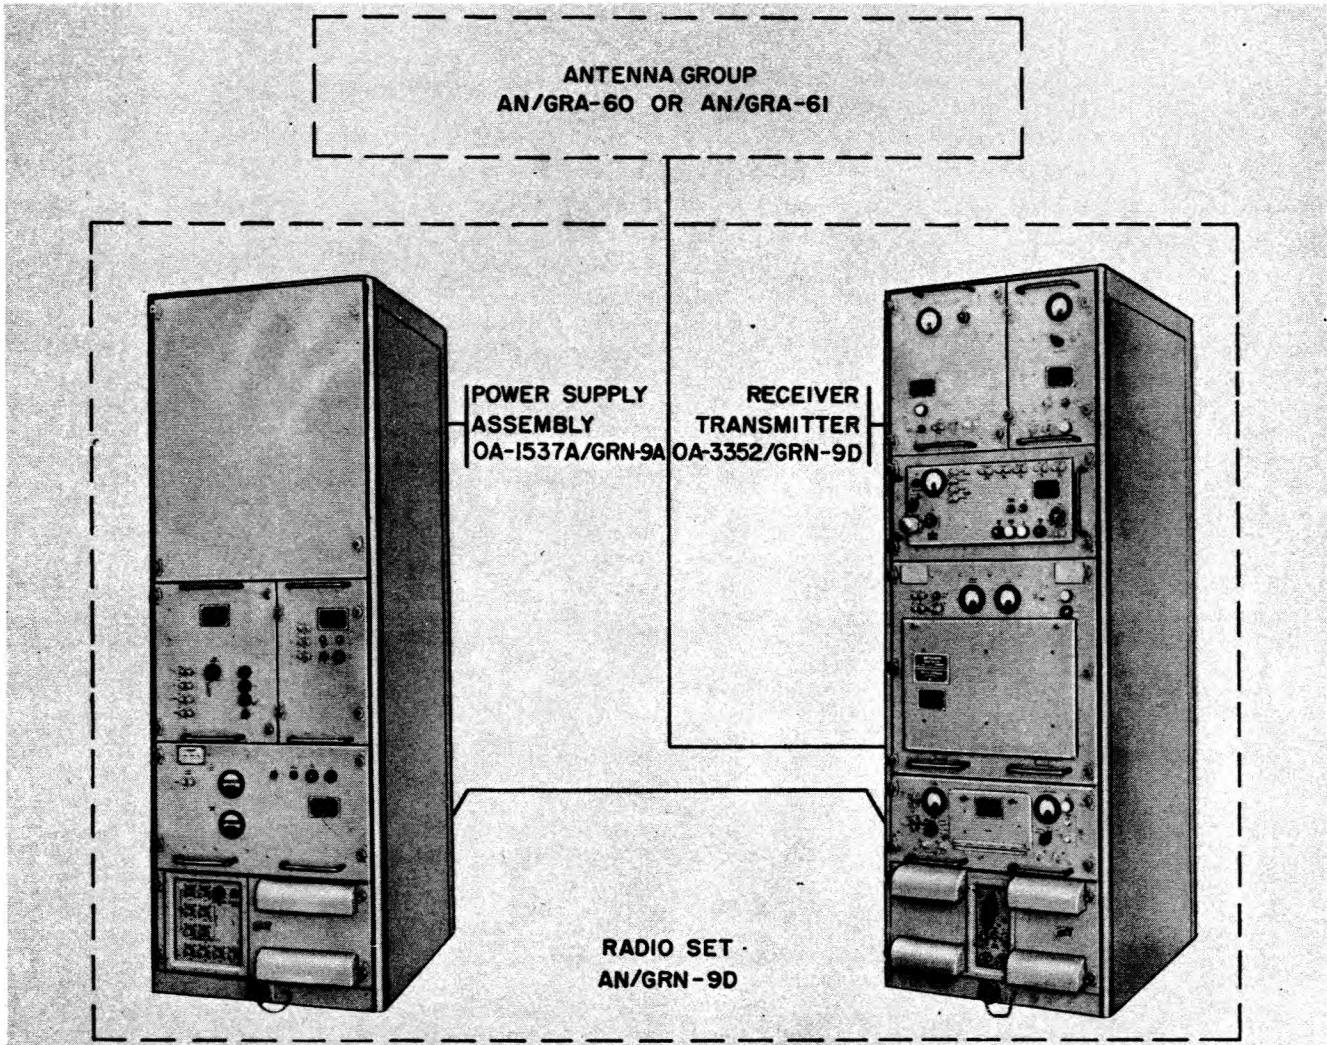 ANTENNA GROUP
AN/GRA-60 OR AN/GRA-61
POWER SUPPLY
ASSEMBLY
OA-1537A/GRN-9A
RECEIVER
TRANSMITTER
OA-3352/GRN-9D
RADIO SET
AN/GRN-9D